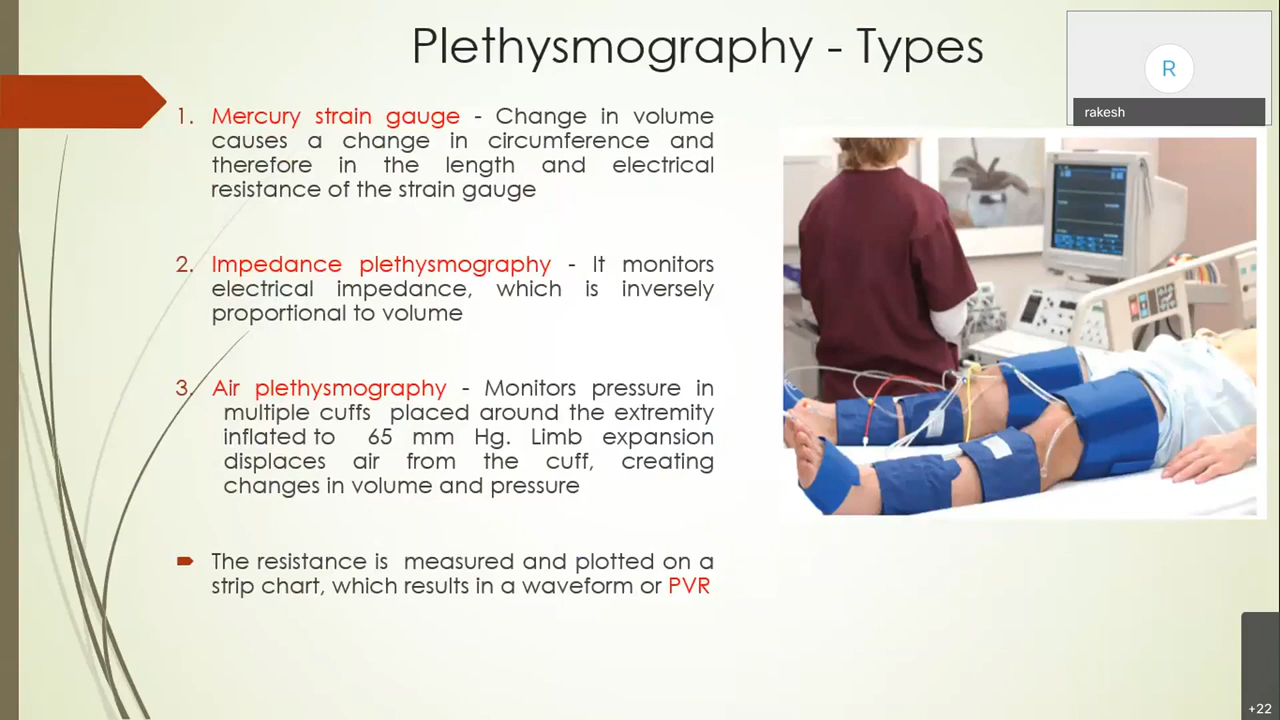 Plethysmography - Types
R
rakesh
1. Mercury strain gauge - Change in volume
causes a change in circumference and
therefore in the length and electrical
resistance of the strain gauge
2. Impedance plethysmography - It monitors
electrical impedance, which is inversely
proportional to volume
3. Air plethysmography - Monitors pressure in
multiple cuffs placed around the extremity
inflated to 65 mm Hg. Limb expansion
displaces air from the cuff, creating
changes in volume and pressure
The resistance is measured and plotted on a
strip chart, which results in a waveform or PVR
+22